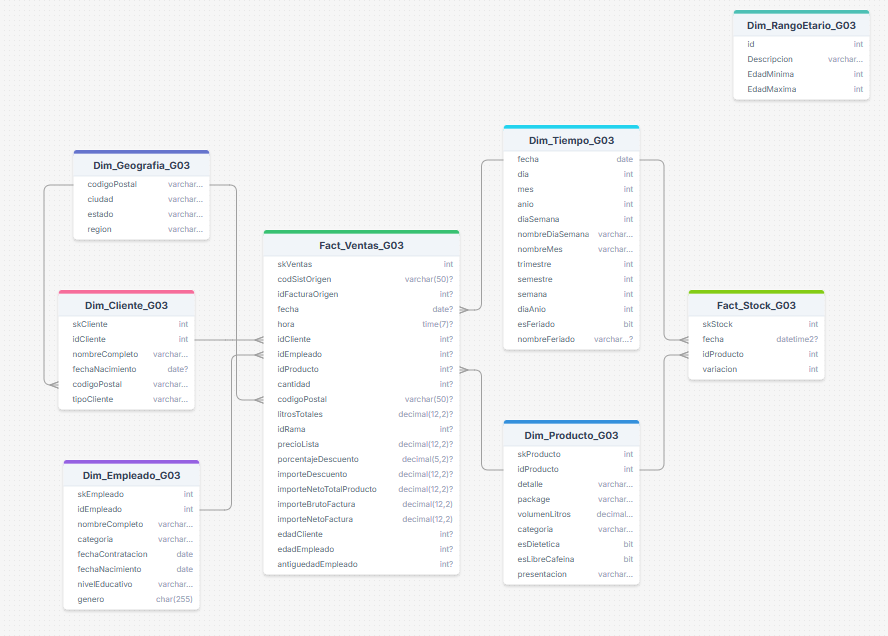 Dim_RangoEtario_G03
id int
Descripcion varchar...
EdadMinima int
EdadMaxima int
Dim_Tiempo_G03
fecha date
dia int
mes int
anio int
diaSemana int
nombreDiaSemana varchar...
nombreMes varchar...
trimestre int
semestre int
semana int
diaAnio int
esFeriado bit
nombreFeriado varchar...?
Dim_Geografia_G03
codigoPostal varchar...
ciudad varchar...
estado varchar...
region varchar...
Fact_Ventas_G03
skVentas int
codSistOrigen varchar(50)?
idFacturaOrigen int?
fecha date?
hora time(7)?
idCliente int?
idEmpleado int?
idProducto int?
cantidad int?
codigoPostal varchar(50)?
litrosTotales decimal(12,2)?
idRama int?
precioLista decimal(12,2)?
porcentajeDescuento decimal(5,2)?
importeDescuento decimal(12,2)?
importeNetoTotalProducto decimal(12,2)?
importeBrutoFactura decimal(12,2)
importeNetoFactura decimal(12,2)
edadCliente int?
edadEmpleado int?
antiguedadEmpleado int?
Dim_Cliente_G03
skCliente int
idCliente int
nombreCompleto varchar...
fechaNacimiento date?
codigoPostal varchar...
tipoCliente varchar...
Fact_Stock_G03
skStock int
fecha datetime2?
idProducto int
variacion int
Dim_Producto_G03
skProducto int
idProducto int
detalle varchar...
package varchar...
volumenLitros decimal...
categoria varchar...
esDietetica bit
esLibreCafeina bit
presentacion varchar...
Dim_Empleado_G03
skEmpleado int
idEmpleado int
nombreCompleto varchar...
categoria varchar...
fechaContratacion date
fechaNacimiento date
nivelEducativo varchar...
genero char(255)